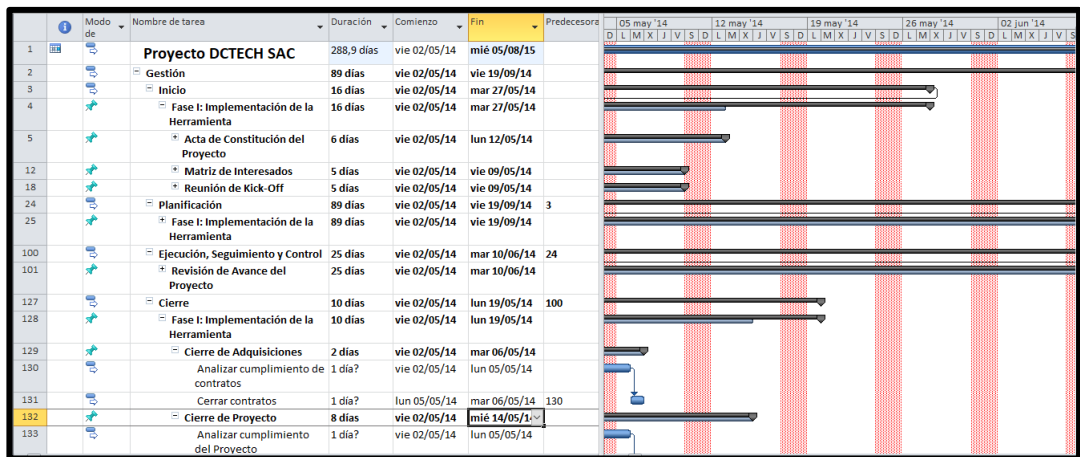 Modo de Nombre de tarea Duración Comienzo Fin Predecesora
05 may '14 12 may '14 19 may '14 26 may '14 02 jun '14
D L M X J V S D L M X J V S D L M X J V S D L M X J V S D L M X J V S
1 Proyecto DCTECH SAC 288,9 días vie 02/05/14 mié 05/08/15
2 Gestión 89 días vie 02/05/14 vie 19/09/14
3 Inicio 16 días vie 02/05/14 mar 27/05/14
4 Fase I: Implementación de la 16 días vie 02/05/14 mar 27/05/14
Herramienta
5 Acta de Constitución del 6 días vie 02/05/14 lun 12/05/14
Proyecto
12 Matriz de Interesados 5 días vie 02/05/14 vie 09/05/14
18 Reunión de Kick-Off 5 días vie 02/05/14 vie 09/05/14
24 Planificación 89 días vie 02/05/14 vie 19/09/14 3
25 Fase I: Implementación de la 89 días vie 02/05/14 vie 19/09/14
Herramienta
100 Ejecución, Seguimiento y Control 25 días vie 02/05/14 mar 10/06/14 24
101 Revisión de Avance del 25 días vie 02/05/14 mar 10/06/14
Proyecto
127 Cierre 10 días vie 02/05/14 lun 19/05/14 100
128 Fase I: Implementación de la 10 días vie 02/05/14 lun 19/05/14
Herramienta
129 Cierre de Adquisiciones 2 días vie 02/05/14 mar 06/05/14
130 Analizar cumplimiento de 1 día? vie 02/05/14 lun 05/05/14
contratos
131 Cerrar contratos 1 día? lun 05/05/14 mar 06/05/14 130
132 Cierre de Proyecto 8 días vie 02/05/14 mié 14/05/14
133 Analizar cumplimiento 1 día? vie 02/05/14 lun 05/05/14
del Proyecto